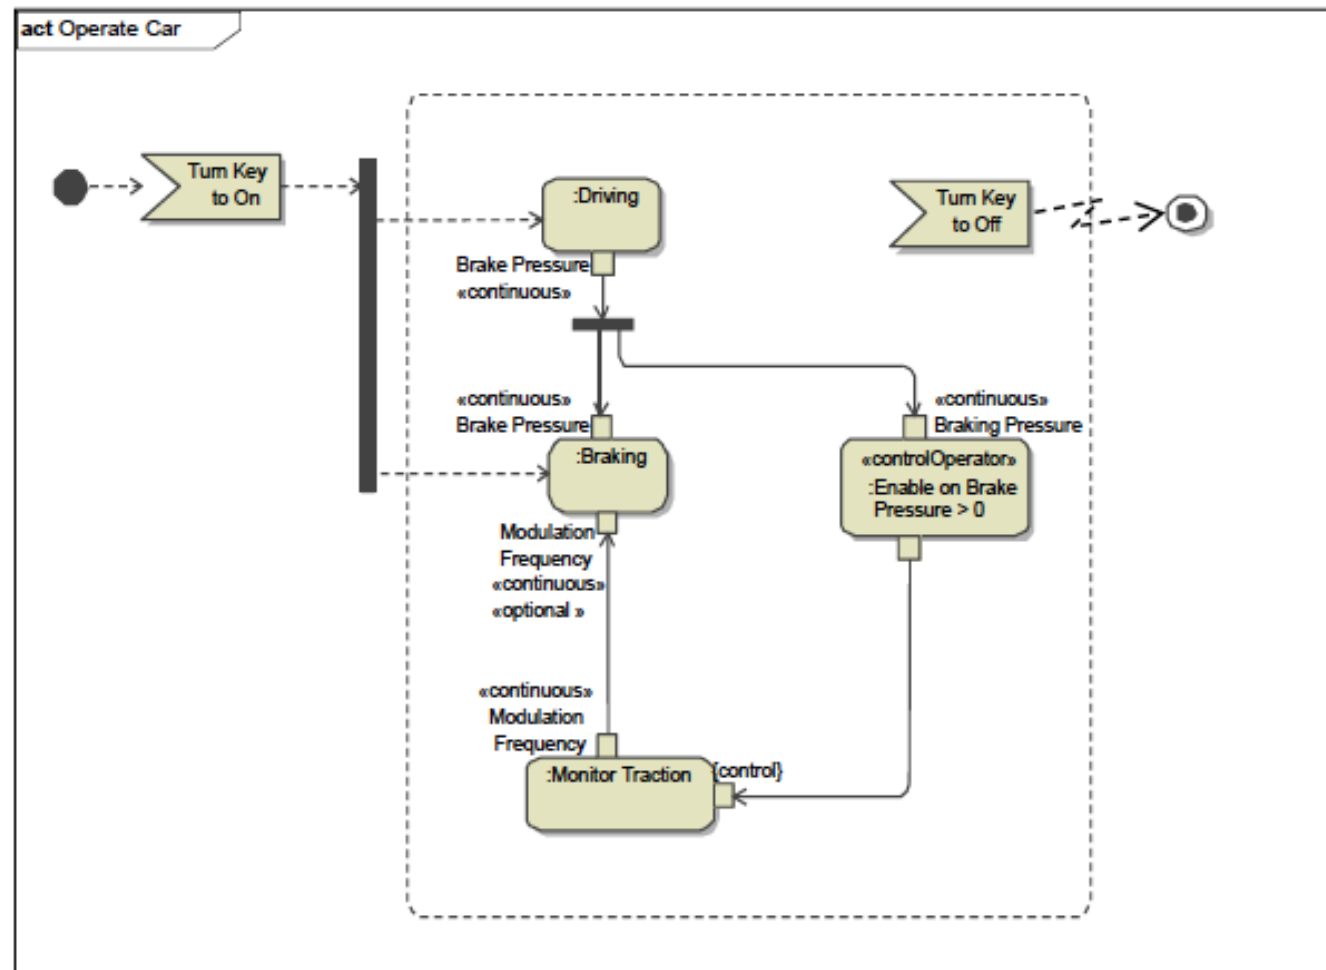 act Operate Car
Turn Key
to On
:Driving
Turn Key
to Off
Brake Pressure
«continuous»
«continuous»
Brake Pressure
«continuous»
Braking Pressure
:Braking
«controlOperator»
:Enable on Brake
Pressure > 0
Modulation
Frequency
«continuous»
«optional »
«continuous»
Modulation
Frequency
:Monitor Traction
{control}